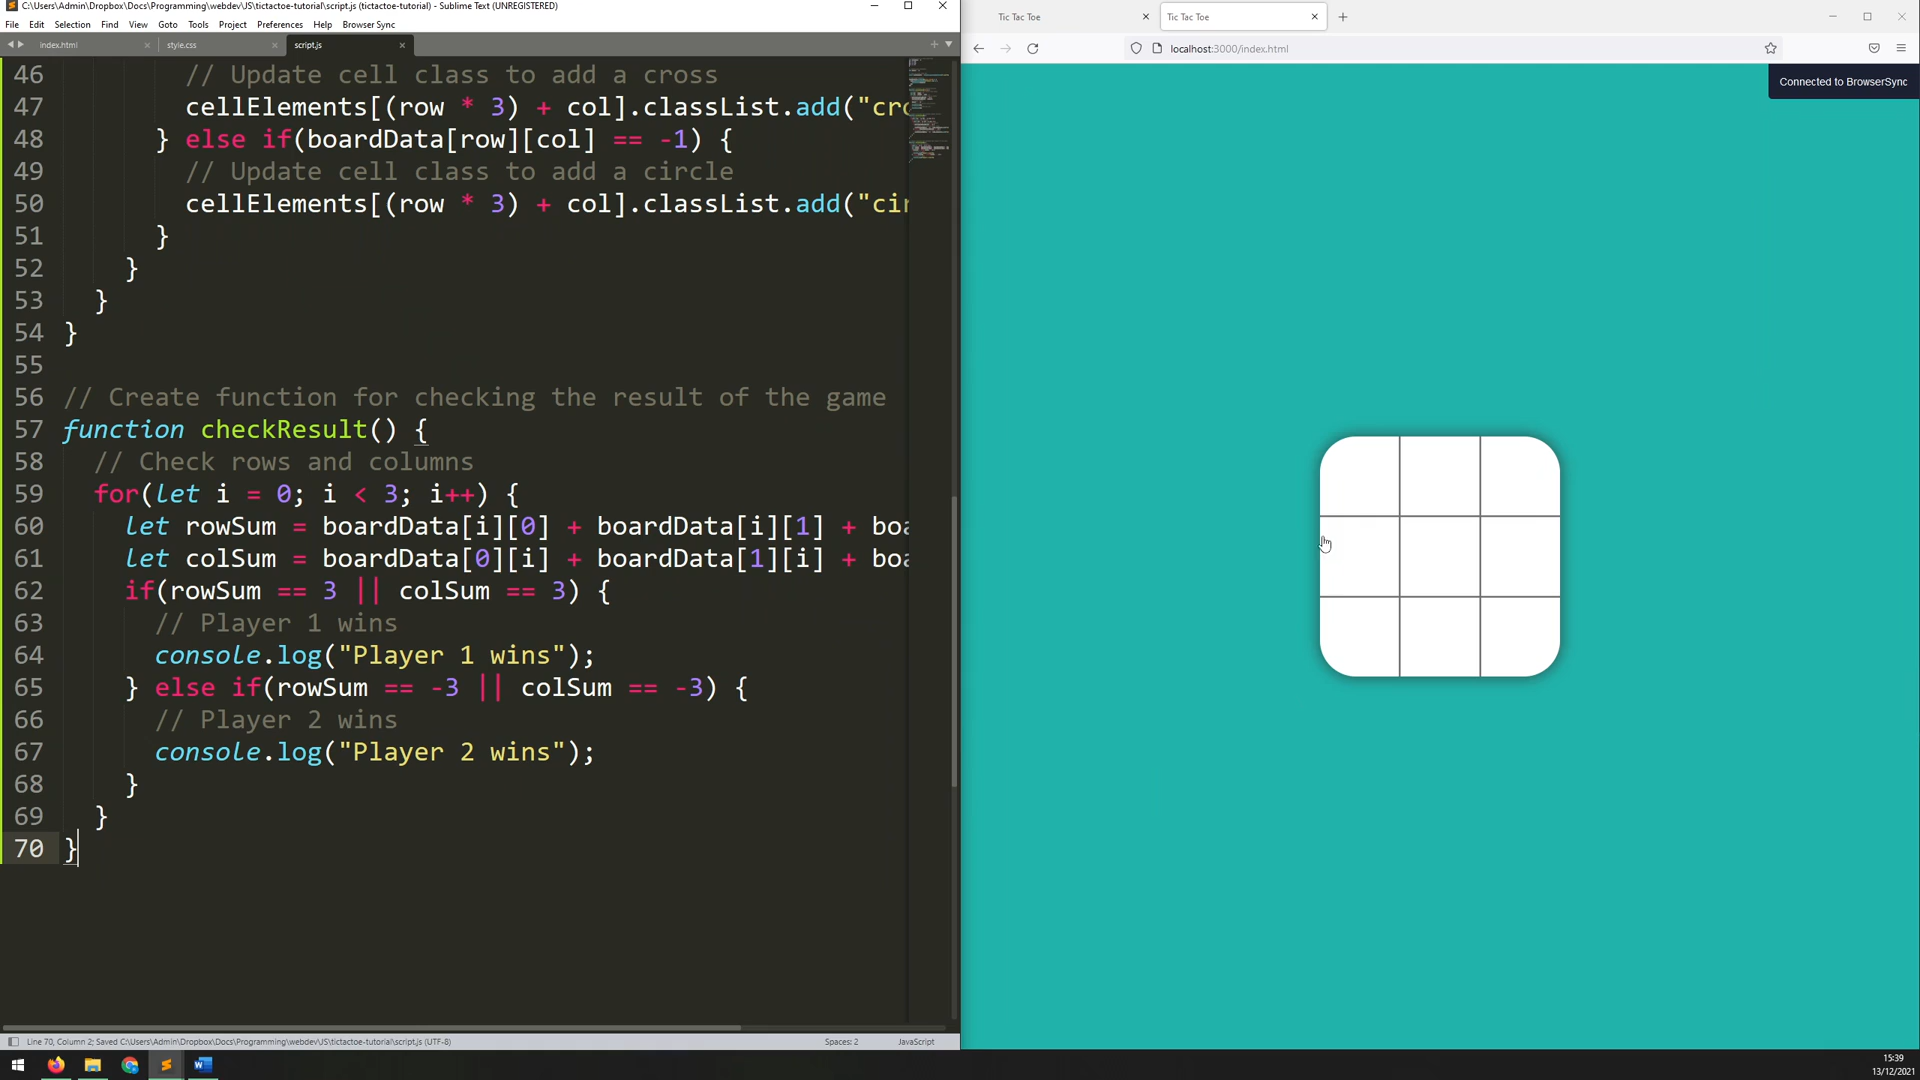 C:\Users\Admin\Dropbox\Docs\Programming\webdev\JS\tictactoe-tutorial\script.js (tictactoe-tutorial) - Sublime Text (UNREGISTERED)
File Edit Selection Find View Goto Tools Project Preferences Help Browser Sync
index.html style.css script.js
46 // Update cell class to add a cross
47 cellElements[(row * 3) + col].classList.add("cro
48 } else if(boardData[row][col] == -1) {
49 // Update cell class to add a circle
50 cellElements[(row * 3) + col].classList.add("cir
51 }
52 }
53 }
54 }
55
56 // Create function for checking the result of the game
57 function checkResult() {
58 // Check rows and columns
59 for(let i = 0; i < 3; i++) {
60 let rowSum = boardData[i][0] + boardData[i][1] + boa
61 let colSum = boardData[0][i] + boardData[1][i] + boa
62 if(rowSum == 3 || colSum == 3) {
63 // Player 1 wins
64 console.log("Player 1 wins");
65 } else if(rowSum == -3 || colSum == -3) {
66 // Player 2 wins
67 console.log("Player 2 wins");
68 }
69 }
70 }
Line 70, Column 2; Saved C:\Users\Admin\Dropbox\Docs\Programming\webdev\JS\tictactoe-tutorial\script.js (UTF-8)
Spaces: 2
JavaScript
Tic Tac Toe
Tic Tac Toe
localhost:3000/index.html
Connected to BrowserSync
15:39
13/12/2021